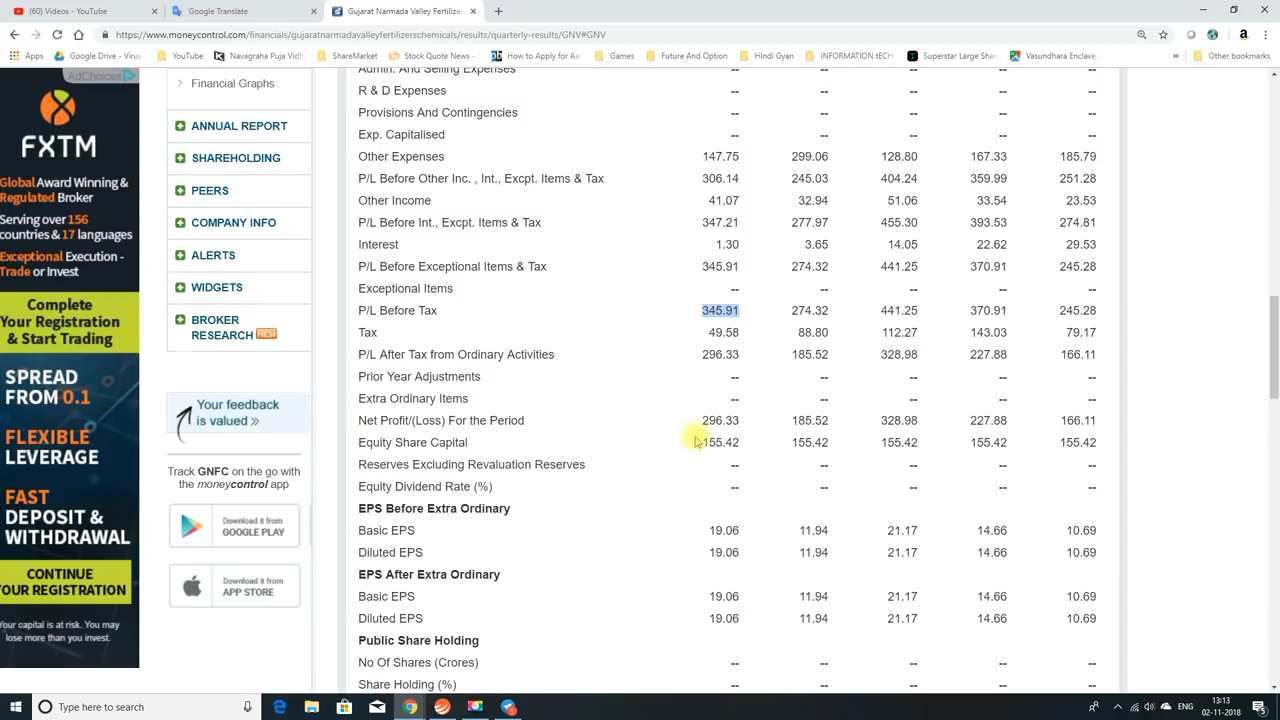 (60) Videos - YouTube
Google Translate
Gujarat Narmada Valley Fertilizer
https://www.moneycontrol.com/financials/gujaratnarmadavalleyfertilizerschemicals/results/quarterly-results/GNV#GNV
Apps Google Drive - Virus YouTube Navagraha Puja Vidh ShareMarket Stock Quote News - How to Apply for Aa Games Future And Option HIndi Gyan iNFORMATION tECH Superstar Large Shar Vasundhara Enclave. » Other bookmarks
AdChoices
FXTM
Global Award Winning &
Regulated Broker
Serving over 156
countries & 17 languages
Exceptional Execution -
Trade or Invest
Complete
Your Registration
& Start Trading
SPREAD
FROM 0.1
FLEXIBLE
LEVERAGE
FAST
DEPOSIT &
WITHDRAWAL
CONTINUE
YOUR REGISTRATION
Your capital is at risk. You may
lose more than you invest.
Financial Graphs
ANNUAL REPORT
SHAREHOLDING
PEERS
COMPANY INFO
ALERTS
WIDGETS
BROKER
RESEARCH NEW
Your feedback
is valued »
Track GNFC on the go with
the moneycontrol app
Download it from
GOOGLE PLAY
Download it from
APP STORE
Admin. And Selling Expenses -- -- -- -- --
R & D Expenses -- -- -- -- --
Provisions And Contingencies -- -- -- -- --
Exp. Capitalised -- -- -- -- --
Other Expenses 147.75 299.06 128.80 167.33 185.79
P/L Before Other Inc. , Int., Excpt. Items & Tax 306.14 245.03 404.24 359.99 251.28
Other Income 41.07 32.94 51.06 33.54 23.53
P/L Before Int., Excpt. Items & Tax 347.21 277.97 455.30 393.53 274.81
Interest 1.30 3.65 14.05 22.62 29.53
P/L Before Exceptional Items & Tax 345.91 274.32 441.25 370.91 245.28
Exceptional Items -- -- -- -- --
P/L Before Tax 345.91 274.32 441.25 370.91 245.28
Tax 49.58 88.80 112.27 143.03 79.17
P/L After Tax from Ordinary Activities 296.33 185.52 328.98 227.88 166.11
Prior Year Adjustments -- -- -- -- --
Extra Ordinary Items -- -- -- -- --
Net Profit/(Loss) For the Period 296.33 185.52 328.98 227.88 166.11
Equity Share Capital 155.42 155.42 155.42 155.42 155.42
Reserves Excluding Revaluation Reserves -- -- -- -- --
Equity Dividend Rate (%) -- -- -- -- --
EPS Before Extra Ordinary
Basic EPS 19.06 11.94 21.17 14.66 10.69
Diluted EPS 19.06 11.94 21.17 14.66 10.69
EPS After Extra Ordinary
Basic EPS 19.06 11.94 21.17 14.66 10.69
Diluted EPS 19.06 11.94 21.17 14.66 10.69
Public Share Holding
No Of Shares (Crores) -- -- -- -- --
Share Holding (%) -- -- -- -- --
Type here to search
13:13
02-11-2018